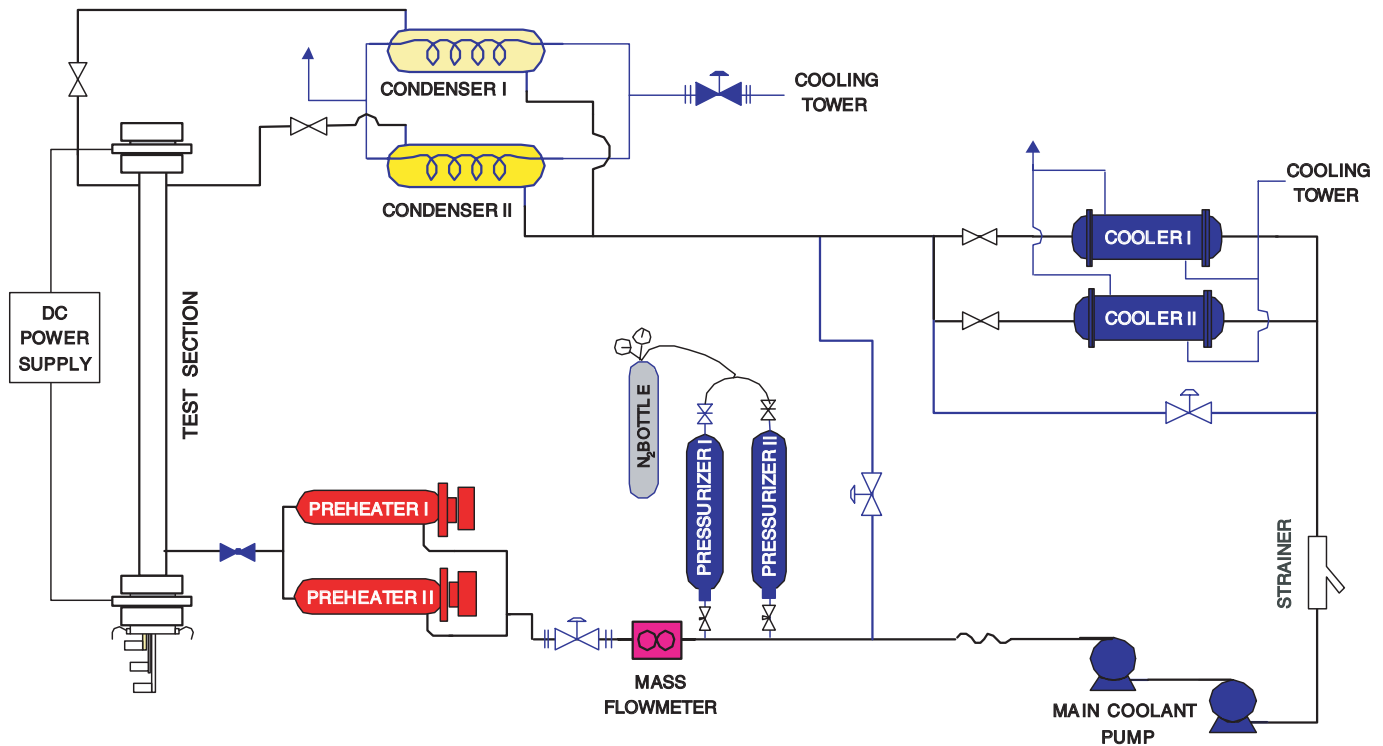 CONDENSER I
COOLING
TOWER
CONDENSER II
COOLING
TOWER
COOLER I
COOLER II
DC
POWER
SUPPLY
TEST SECTION
N₂BOTTLE
PRESSURIZER I
PRESSURIZER II
PREHEATER I
PREHEATER II
STRAINER
MASS
FLOWMETER
MAIN COOLANT
PUMP